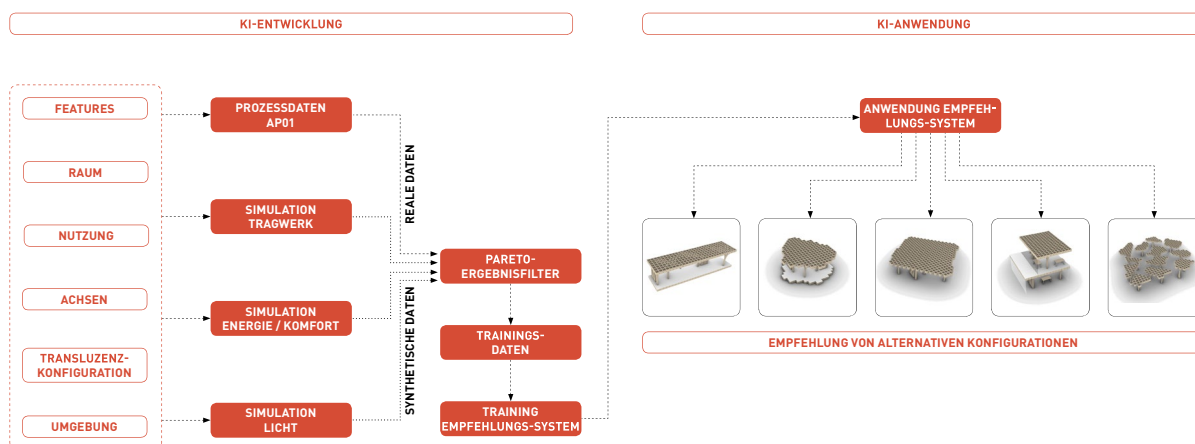 KI-ENTWICKLUNG
KI-ANWENDUNG
FEATURES
RAUM
NUTZUNG
ACHSEN
TRANSLUZENZ-
KONFIGURATION
UMGEBUNG
PROZESSDATEN
AP01
SIMULATION
TRAGWERK
SIMULATION
ENERGIE / KOMFORT
SIMULATION
LICHT
REALE DATEN
SYNTHETISCHE DATEN
PARETO-
ERGEBNISFILTER
TRAININGS-
DATEN
TRAINING
EMPFEHLUNGS-SYSTEM
ANWENDUNG EMPFEH-
LUNGS-SYSTEM
EMPFEHLUNG VON ALTERNATIVEN KONFIGURATIONEN